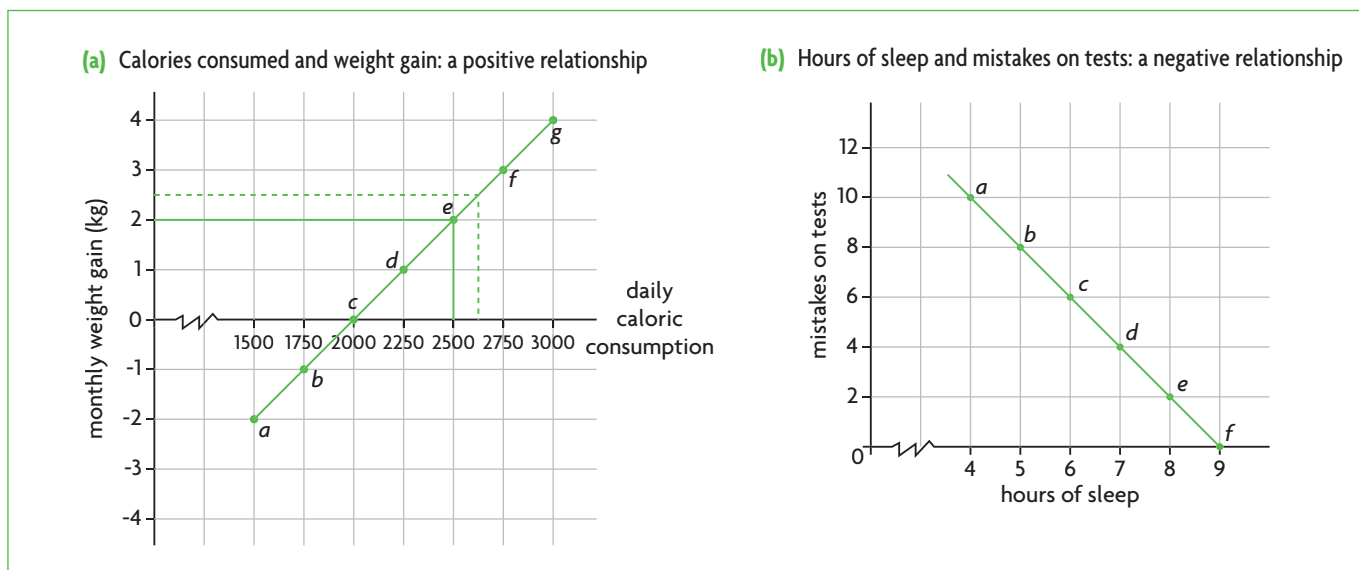 (a) Calories consumed and weight gain: a positive relationship
monthly weight gain (kg)
4
3
2
1
0
-1
-2
-3
-4
1500 1750 2000 2250 2500 2750 3000
daily
caloric
consumption
a
b
c
d
e
f
g
(b) Hours of sleep and mistakes on tests: a negative relationship
mistakes on tests
12
10
8
6
4
2
0
a
b
c
d
e
f
4 5 6 7 8 9
hours of sleep